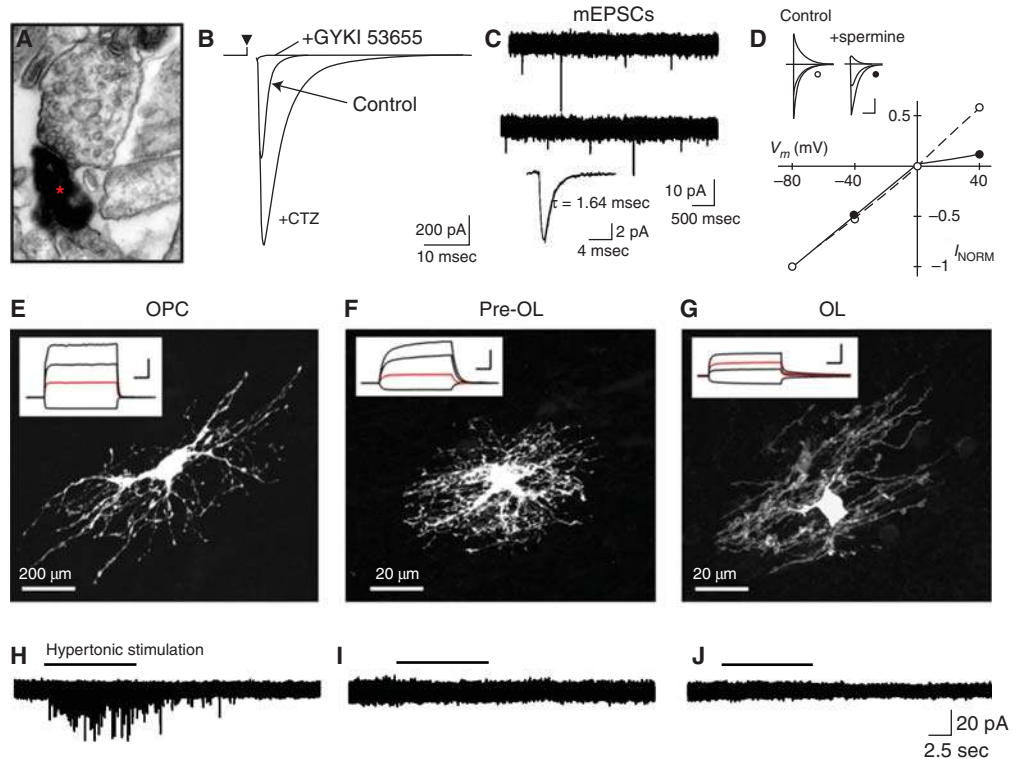 A
B
+GYKI 53655
Control
+CTZ
200 pA
10 msec
C
mEPSCs
τ = 1.64 msec
2 pA
4 msec
10 pA
500 msec
D
Control
+spermine
0.5
Vm (mV)
–80
–40
40
–0.5
–1
INORM
E
OPC
200 µm
F
Pre-OL
20 µm
G
OL
20 µm
H
Hypertonic stimulation
I
J
20 pA
2.5 sec